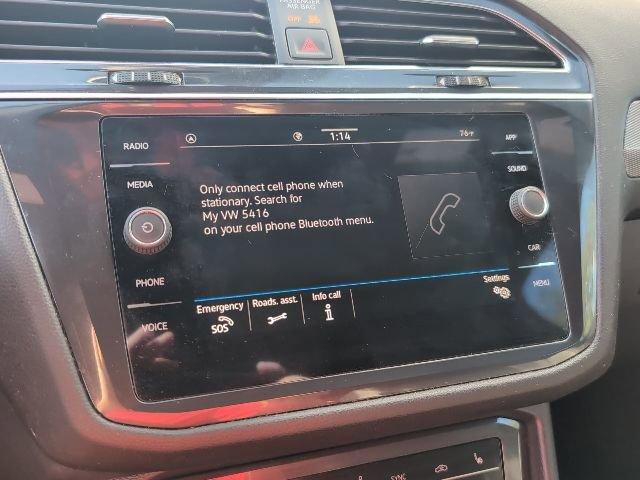 PASSENGER
AIR BAG
OFF
RADIO
1:14
76°F
APP
MEDIA
SOUND
Only connect cell phone when
stationary. Search for
My VW 5416
on your cell phone Bluetooth menu.
CAR
PHONE
Settings
MENU
Emergency
Roads. asst.
Info call
SOS
i
VOICE
SYNC